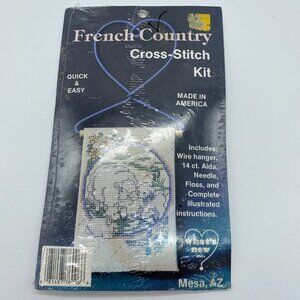 French Country
Cross-Stitch
Kit
QUICK
&
EASY
MADE IN
AMERICA
Includes:
Wire hanger,
14 ct. Aida,
Needle,
Floss, and
Complete
illustrated
instructions.
what's
new
Mesa, AZ